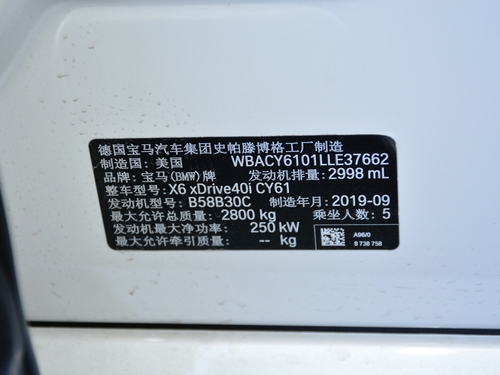 德国宝马汽车集团史帕滕博格工厂制造
制造国：美国 WBACY6101LLE37662
品牌：宝马(BMW)牌 发动机排量：2998 mL
整车型号：X6 xDrive40i CY61
发动机型号：B58B30C 制造年月：2019-09
最大允许总质量：2800 kg 乘坐人数：5
发动机最大净功率：250 kW
最大允许牵引质量：-- kg
A96/0
8 738 758